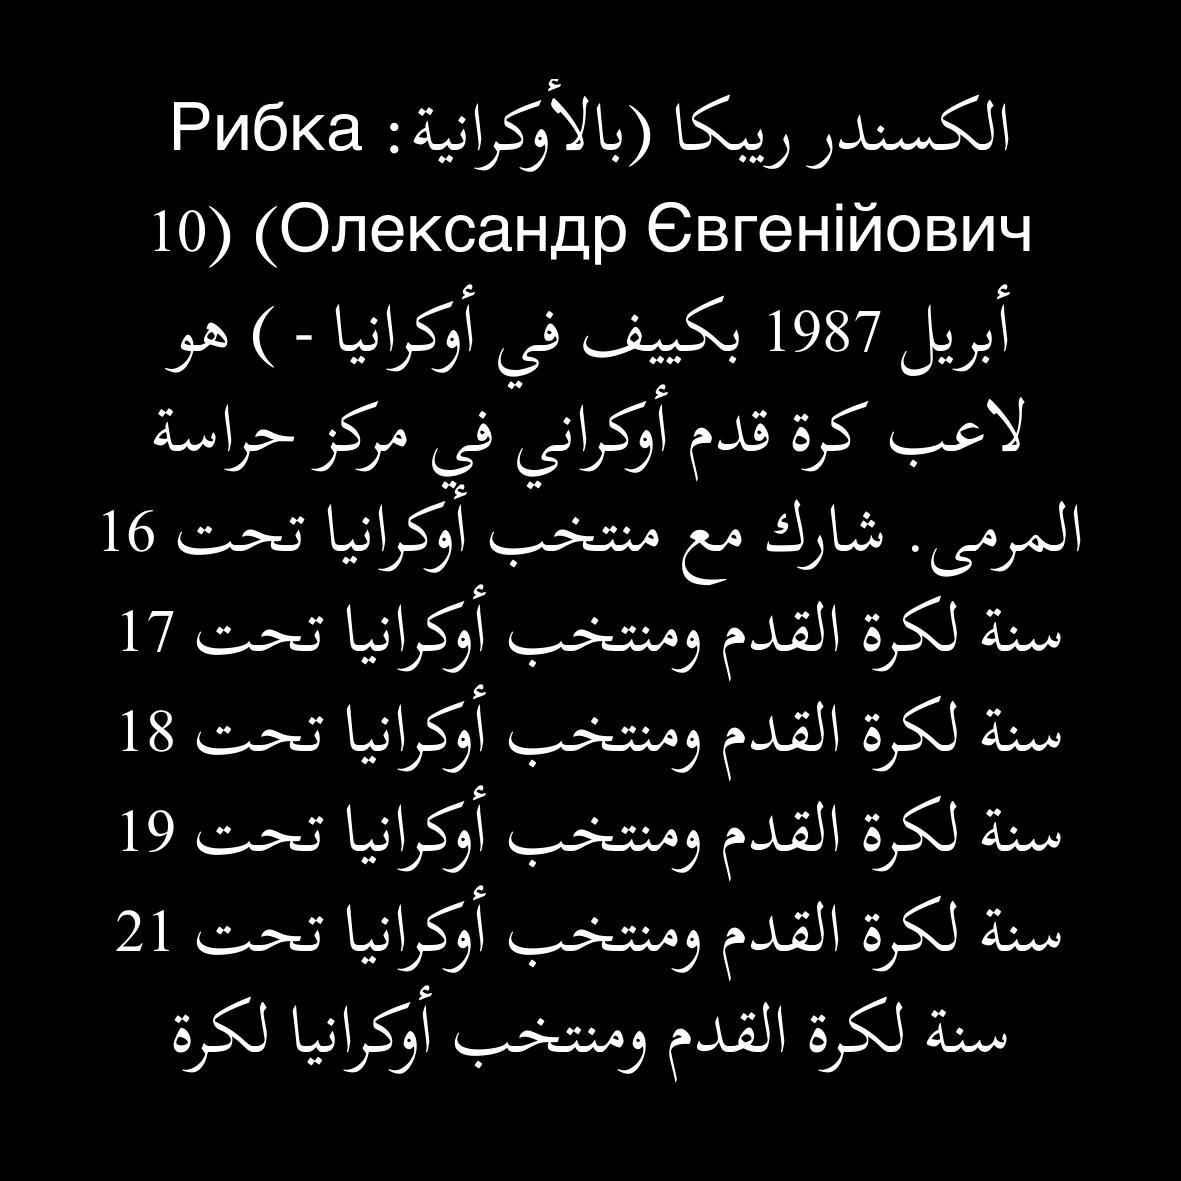 الكسندر ريبكا (بالأوكرانية: Рибка
Олександр Євгенійович) (10
أبريل 1987 بكييف في أوكرانيا - ) هو
لاعب كرة قدم أوكراني في مركز حراسة
المرمى. شارك مع منتخب أوكرانيا تحت 16
سنة لكرة القدم ومنتخب أوكرانيا تحت 17
سنة لكرة القدم ومنتخب أوكرانيا تحت 18
سنة لكرة القدم ومنتخب أوكرانيا تحت 19
سنة لكرة القدم ومنتخب أوكرانيا تحت 21
سنة لكرة القدم ومنتخب أوكرانيا لكرة